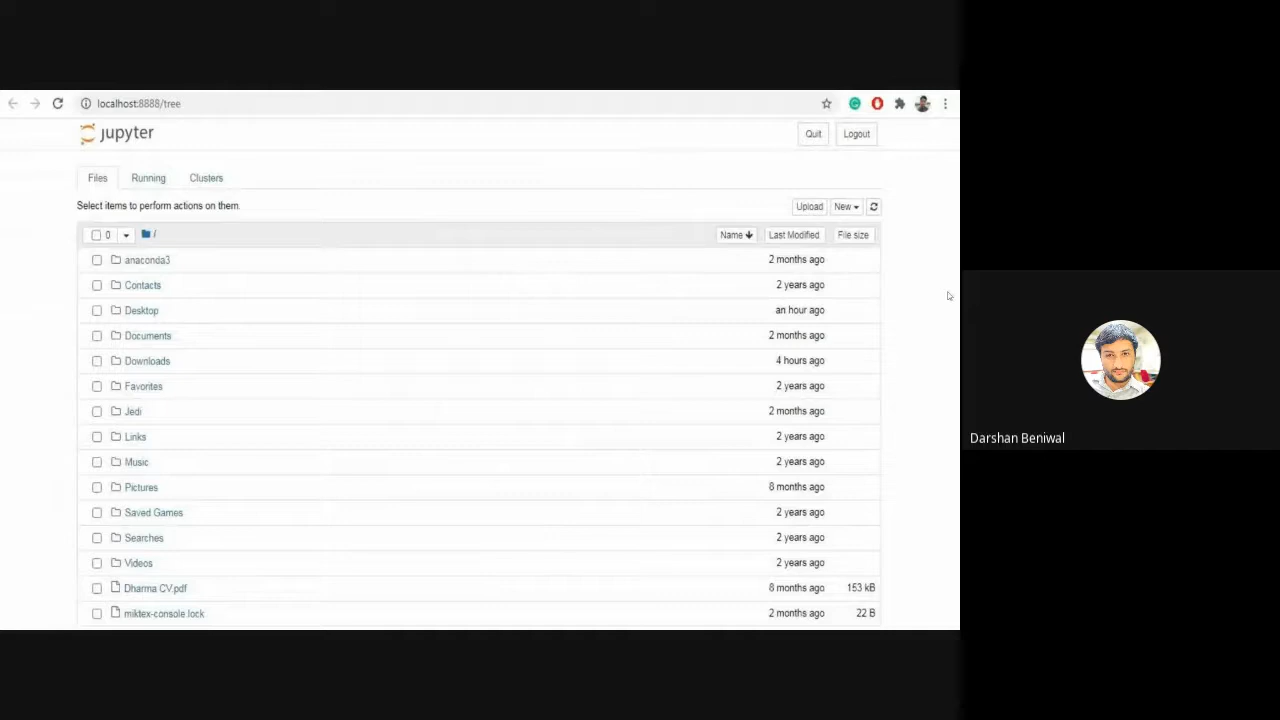 localhost:8888/tree
jupyter
Quit Logout
Files Running Clusters
Select items to perform actions on them.
Upload New
0 / Name Last Modified File size
anaconda3 2 months ago
Contacts 2 years ago
Desktop an hour ago
Documents 2 months ago
Downloads 4 hours ago
Favorites 2 years ago
Jedi 2 months ago
Links 2 years ago
Music 2 years ago
Pictures 8 months ago
Saved Games 2 years ago
Searches 2 years ago
Videos 2 years ago
Dharma CV.pdf 8 months ago 153 kB
miktex-console.lock 2 months ago 22 B
Darshan Beniwal